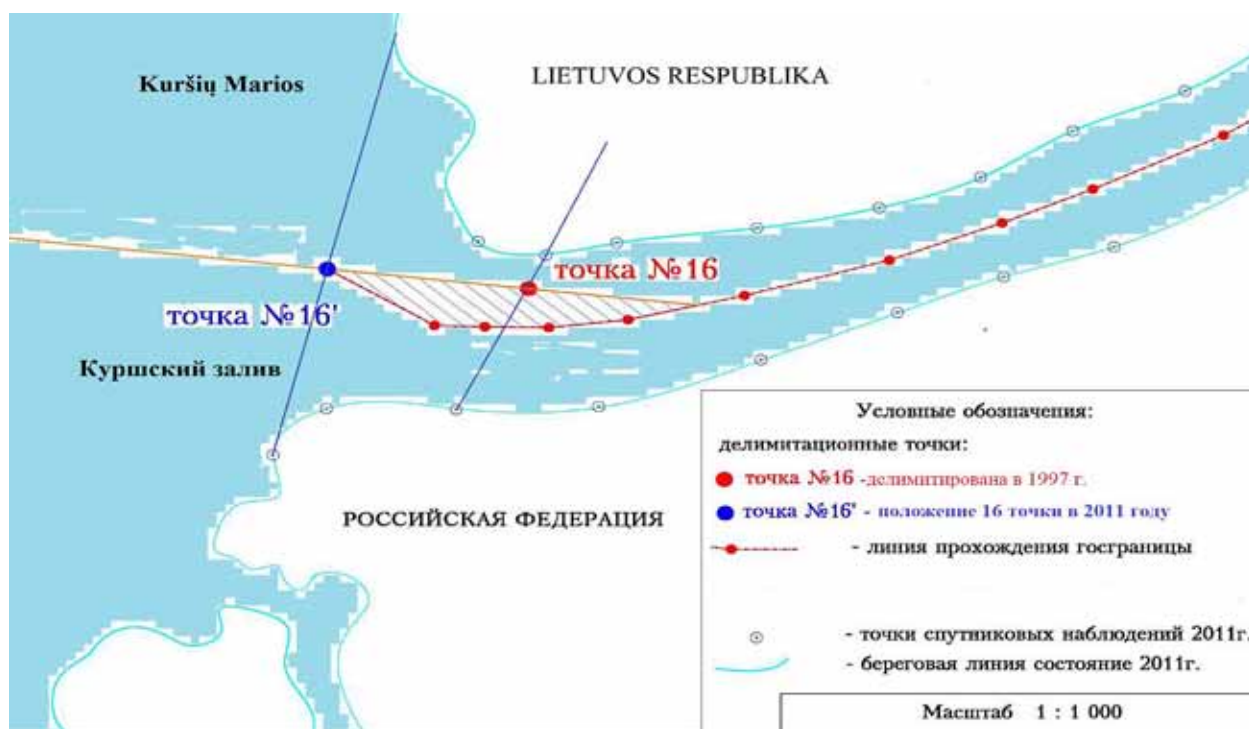 Kuršių Marios
LIETUVOS RESPUBLIKA
точка №16
точка №16'
Куршский залив
РОССИЙСКАЯ ФЕДЕРАЦИЯ
Условные обозначения:
делимитационные точки:
точка №16 -делимитирована в 1997 г.
точка №16' - положение 16 точки в 2011 году
- линия прохождения госграницы
- точки спутниковых наблюдений 2011г.
- береговая линия состояние 2011г.
Масштаб 1 : 1 000